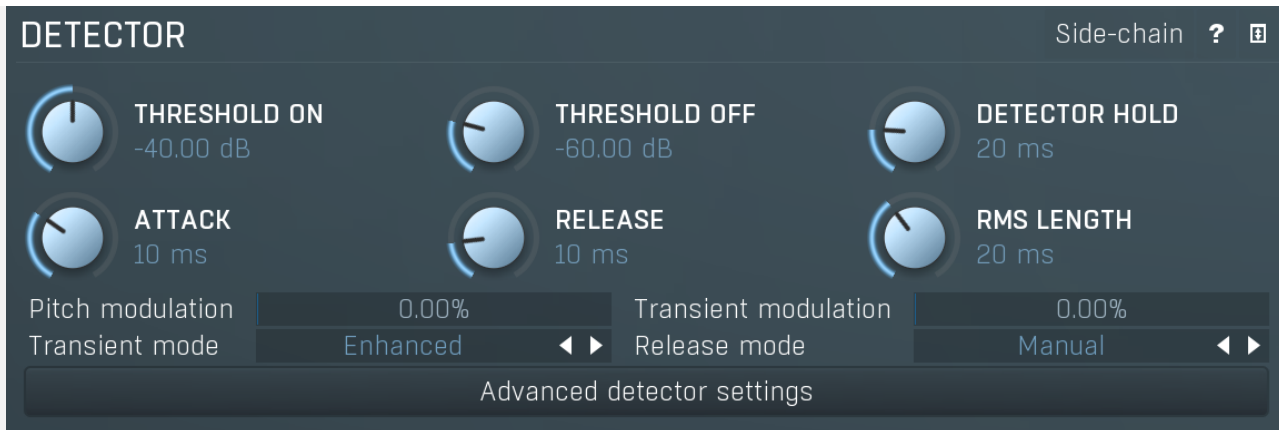 DETECTOR Side-chain ?
THRESHOLD ON THRESHOLD OFF DETECTOR HOLD
-40.00 dB -60.00 dB 20 ms
ATTACK RELEASE RMS LENGTH
10 ms 10 ms 20 ms
Pitch modulation 0.00% Transient modulation 0.00%
Transient mode Enhanced Release mode Manual
Advanced detector settings